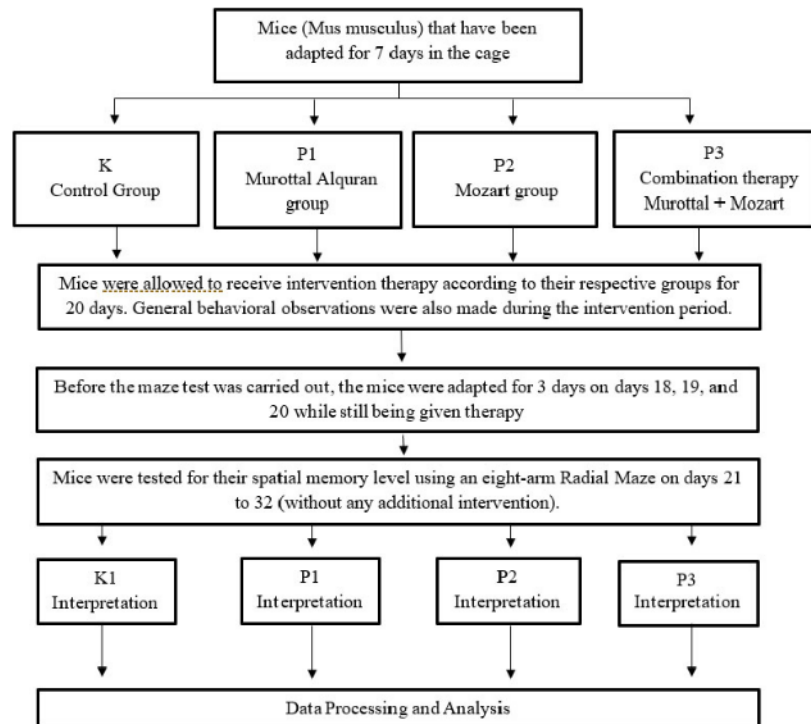 Mice (Mus musculus) that have been
adapted for 7 days in the cage
K
Control Group
P1
Murottal Alquran
group
P2
Mozart group
P3
Combination therapy
Murottal + Mozart
Mice were allowed to receive intervention therapy according to their respective groups for
20 days. General behavioral observations were also made during the intervention period.
Before the maze test was carried out, the mice were adapted for 3 days on days 18, 19, and
20 while still being given therapy
Mice were tested for their spatial memory level using an eight-arm Radial Maze on days 21
to 32 (without any additional intervention).
K1
Interpretation
P1
Interpretation
P2
Interpretation
P3
Interpretation
Data Processing and Analysis